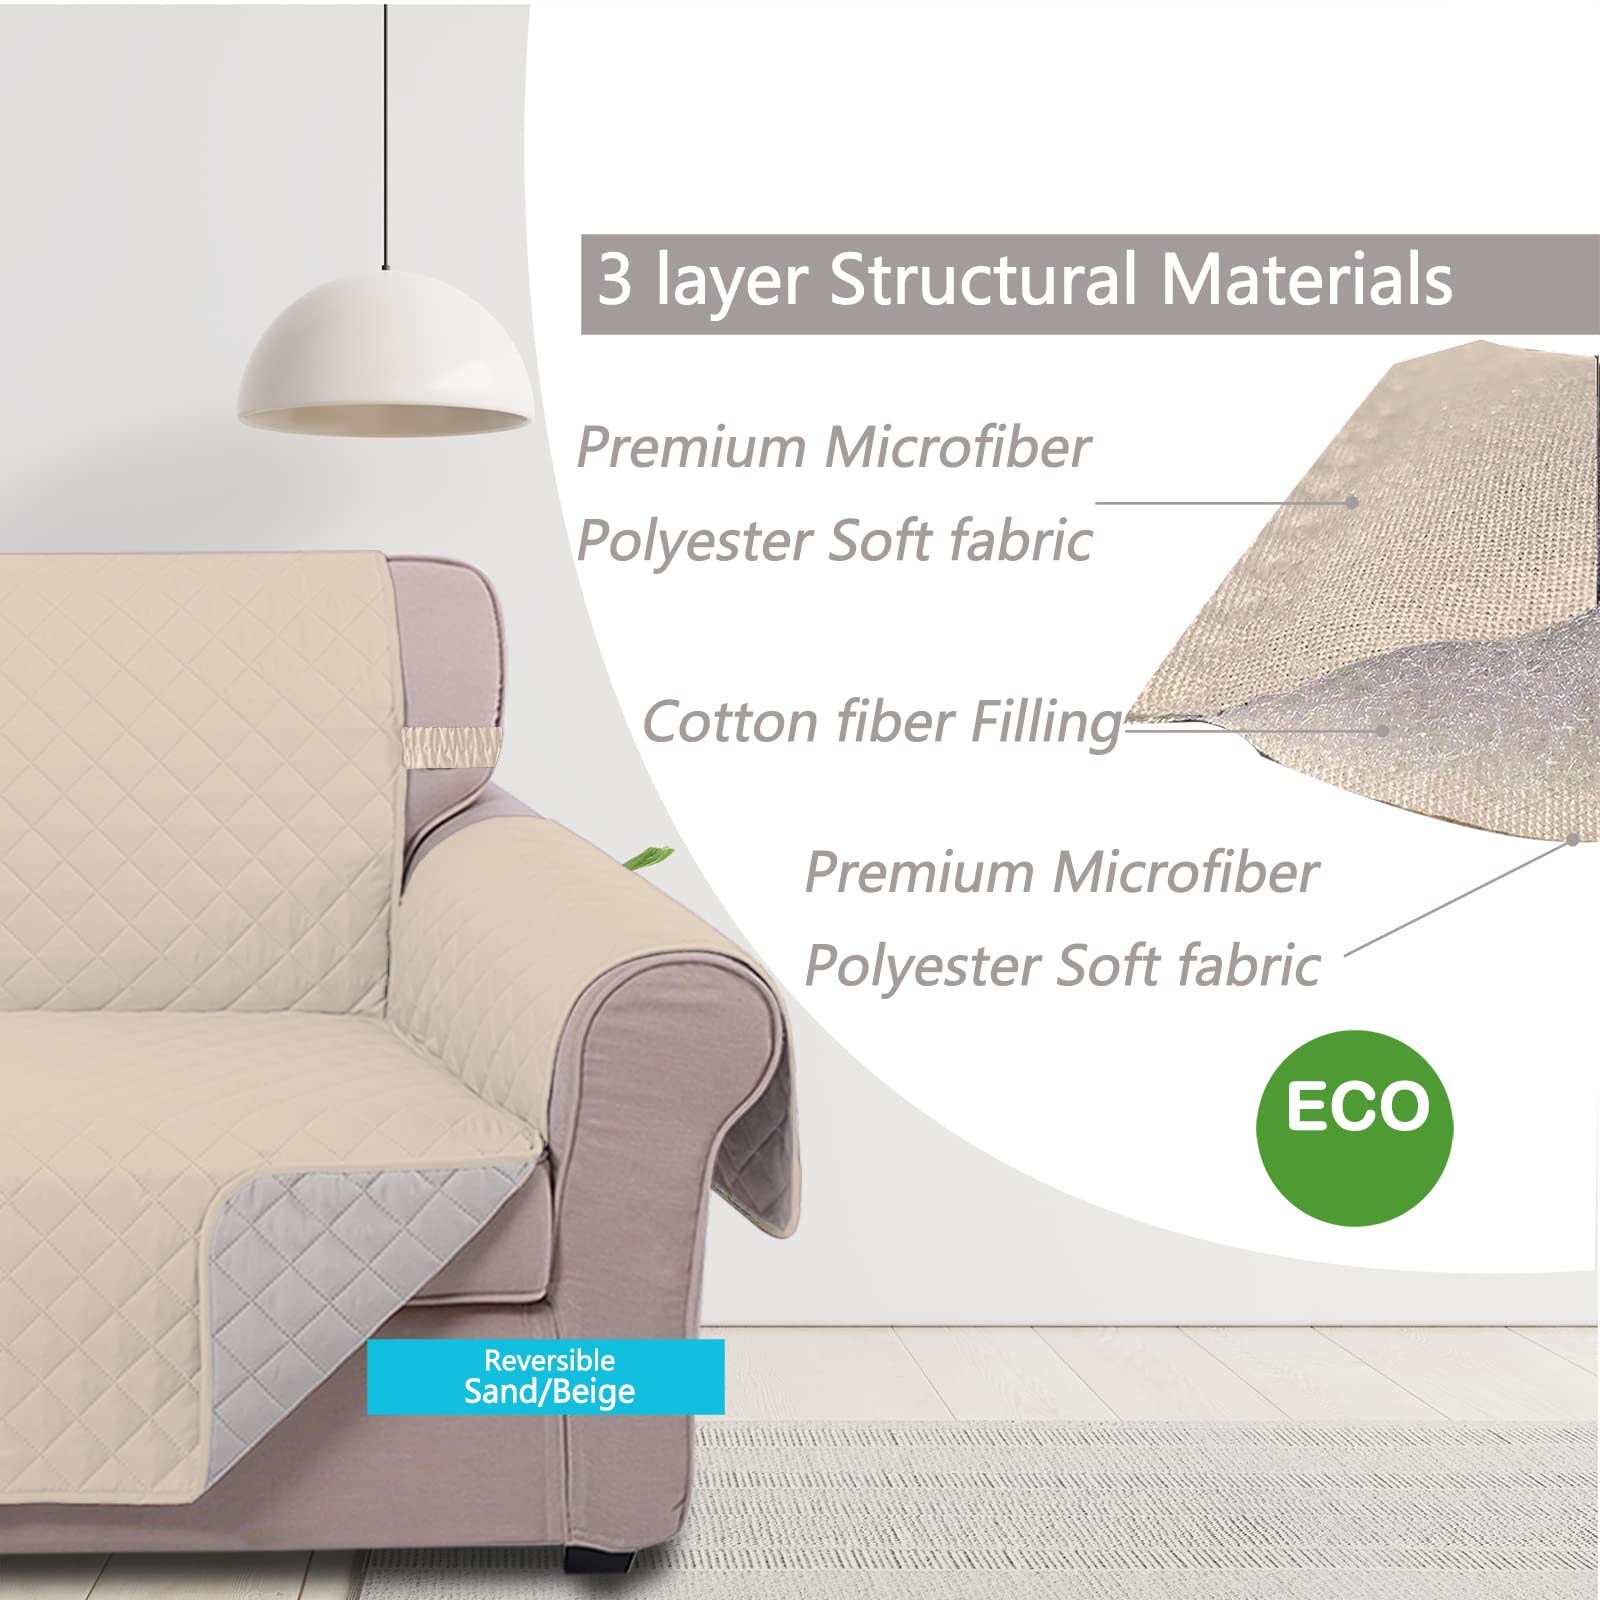 3 layer Structural Materials
Premium Microfiber
Polyester Soft fabric
Cotton fiber Filling
Premium Microfiber
Polyester Soft fabric
ECO
Reversible
Sand/Beige